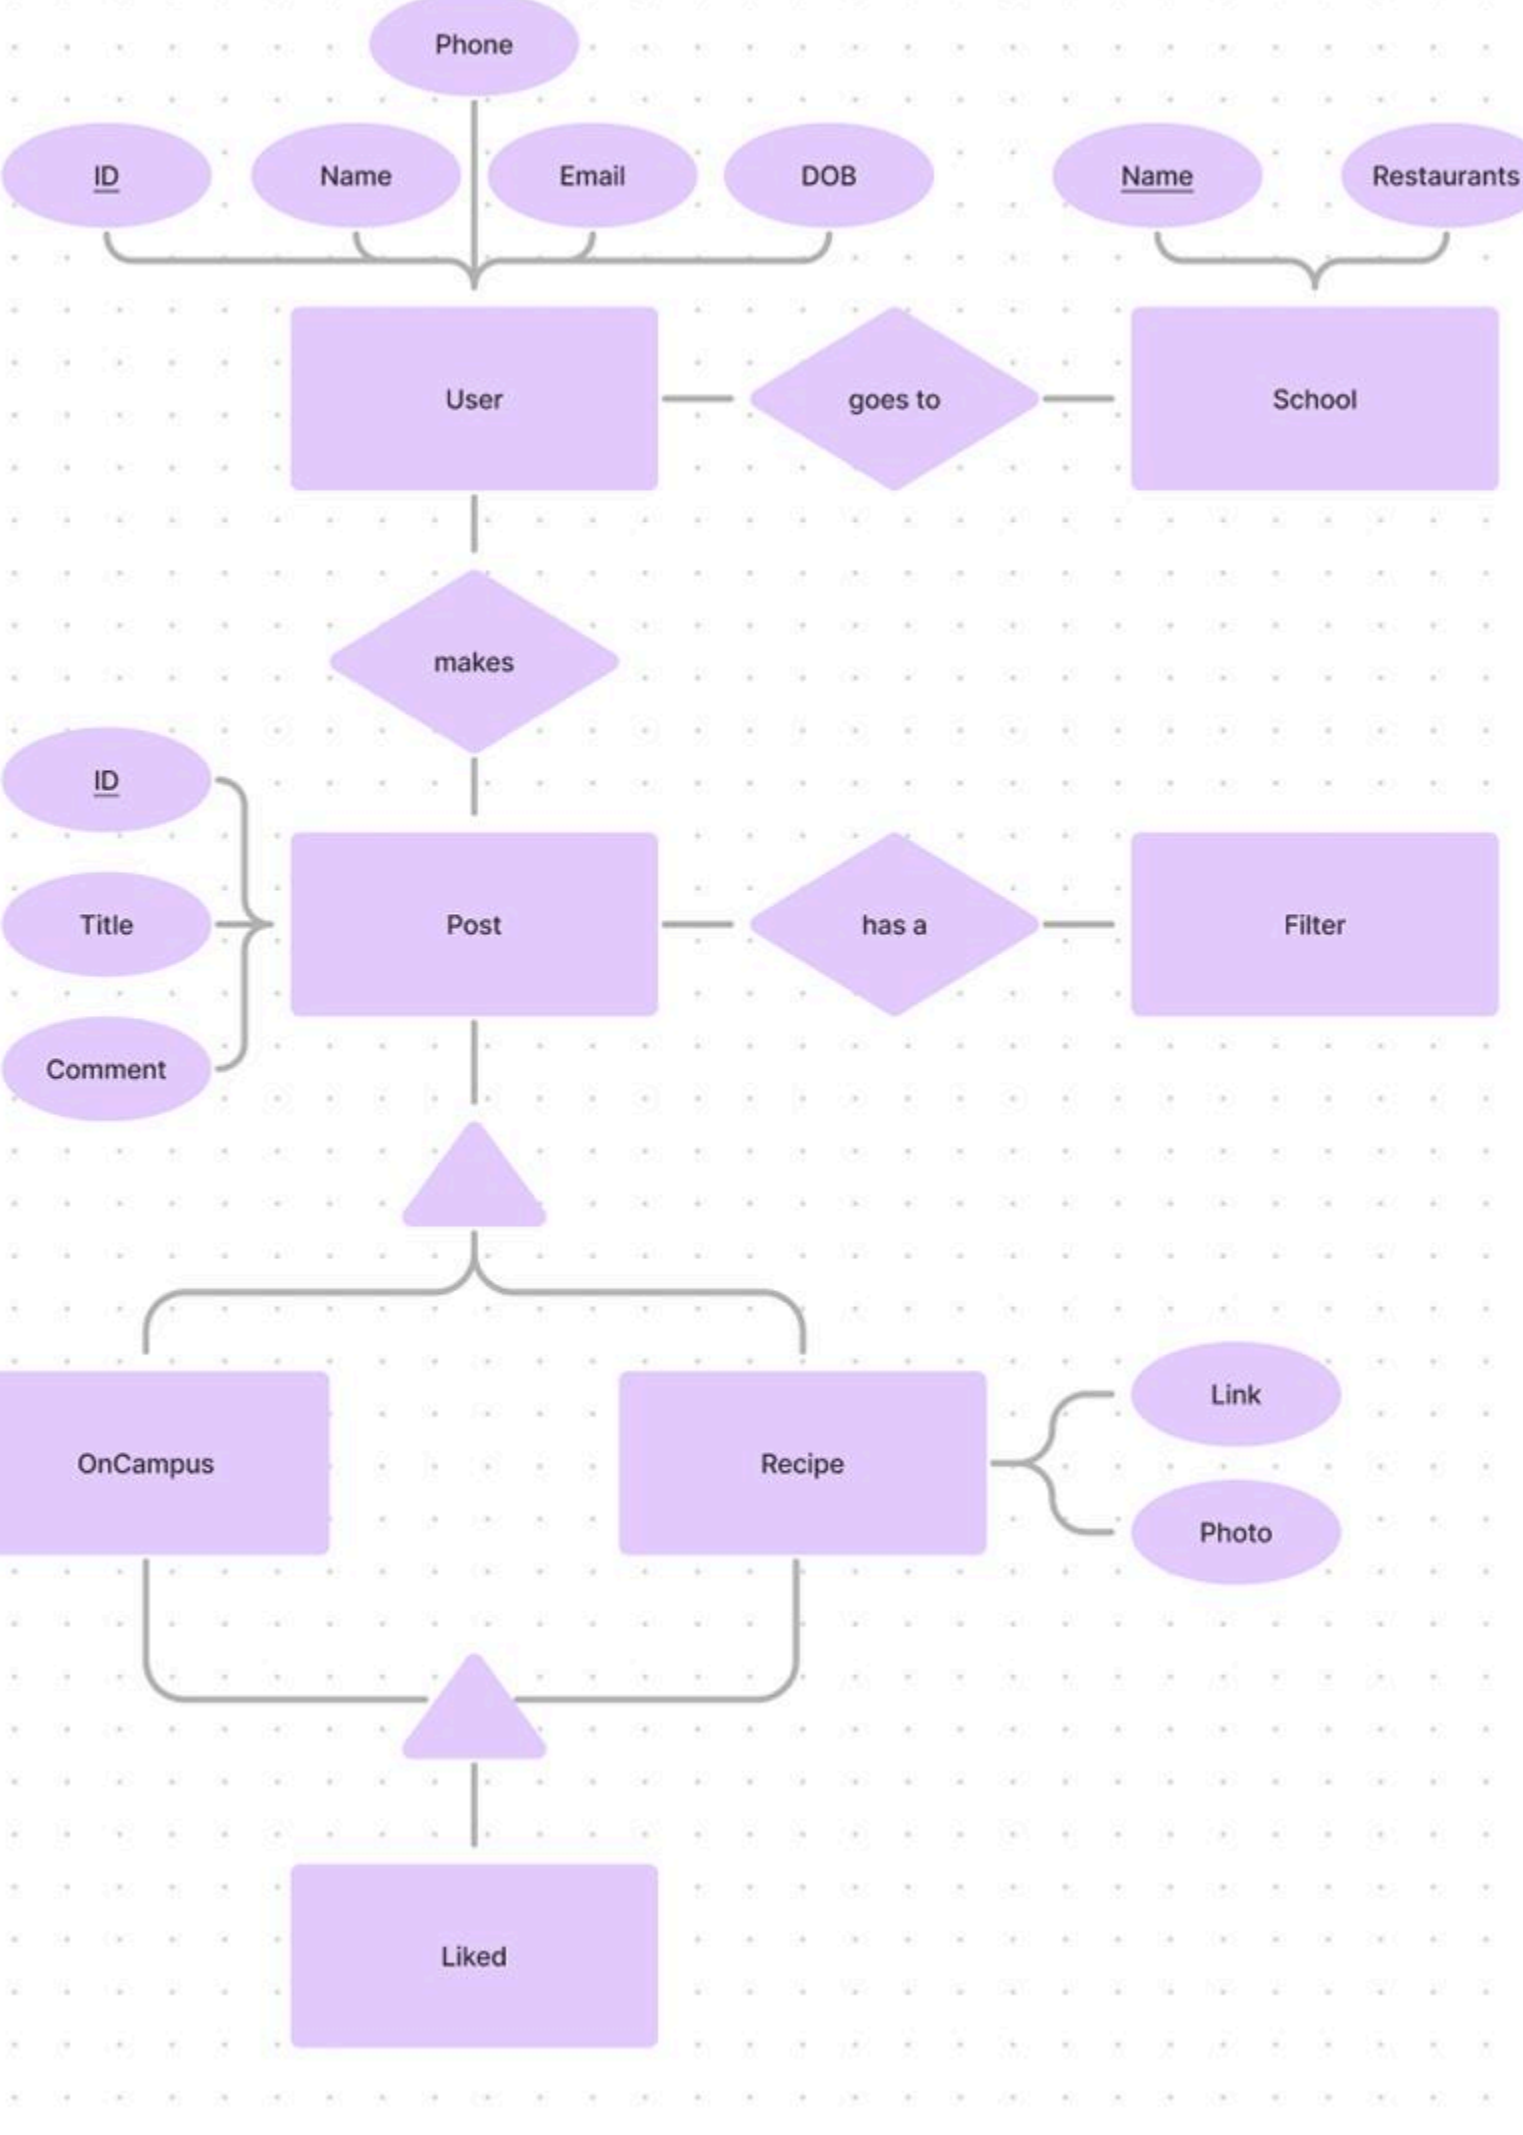 Phone
ID
Name
Email
DOB
Name
Restaurants
User
goes to
School
makes
ID
Title
Comment
Post
has a
Filter
OnCampus
Recipe
Link
Photo
Liked